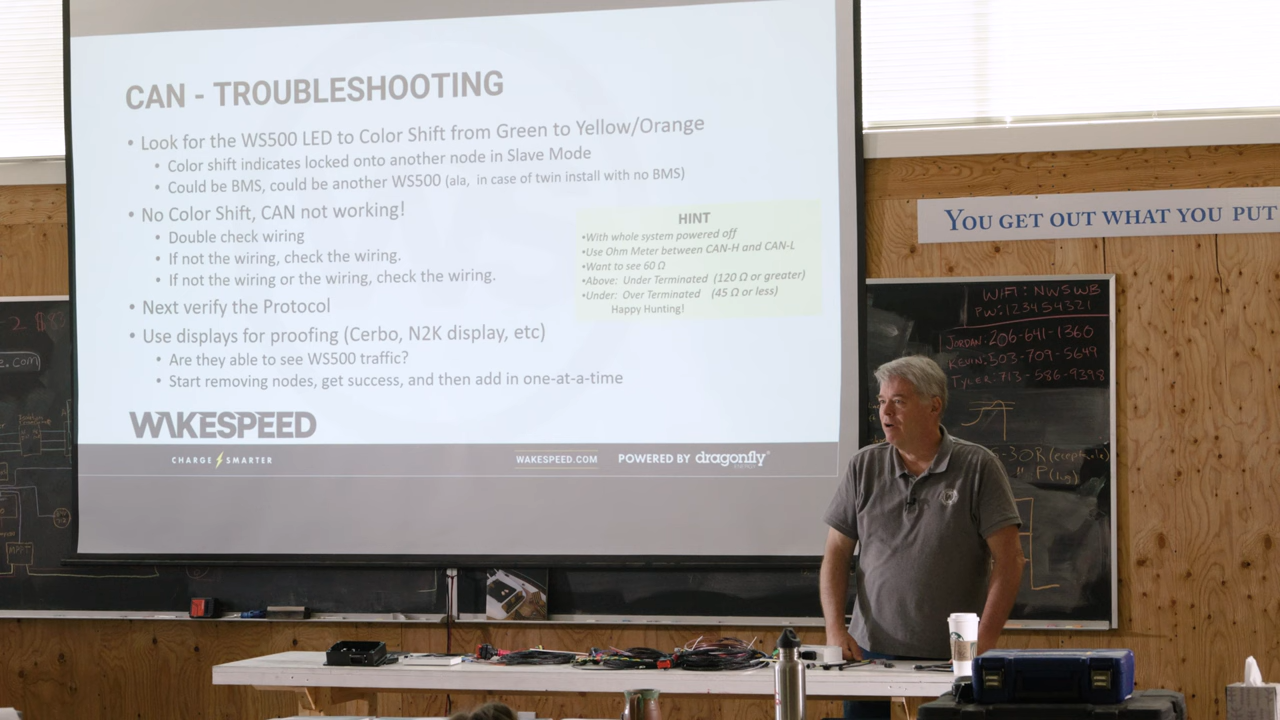 CAN - TROUBLESHOOTING
• Look for the WS500 LED to Color Shift from Green to Yellow/Orange
• Color shift indicates locked onto another node in Slave Mode
• Could be BMS, could be another WS500 (ala, in case of twin install with no BMS)
• No Color Shift, CAN not working!
• Double check wiring
• If not the wiring, check the wiring.
• If not the wiring or the wiring, check the wiring.
• Next verify the Protocol
• Use displays for proofing (Cerbo, N2K display, etc)
• Are they able to see WS500 traffic?
• Start removing nodes, get success, and then add in one-at-a-time
HINT
•With whole system powered off
•Use Ohm Meter between CAN-H and CAN-L
•Want to see 60 Ω
•Above: Under Terminated (120 Ω or greater)
•Under: Over Terminated (45 Ω or less)
Happy Hunting!
WAKESPEED
CHARGE SMARTER
WAKESPEED.COM
POWERED BY dragonfly
ENERGY
YOU GET OUT WHAT YOU PUT
WIFI: NWSWB
PW:123454321
JORDAN-206-641-1360
KEVIN:503-709-5649
TYLER:713-586-9398
-30R(eceptacle)
" P(lug)
e.com
MPPT